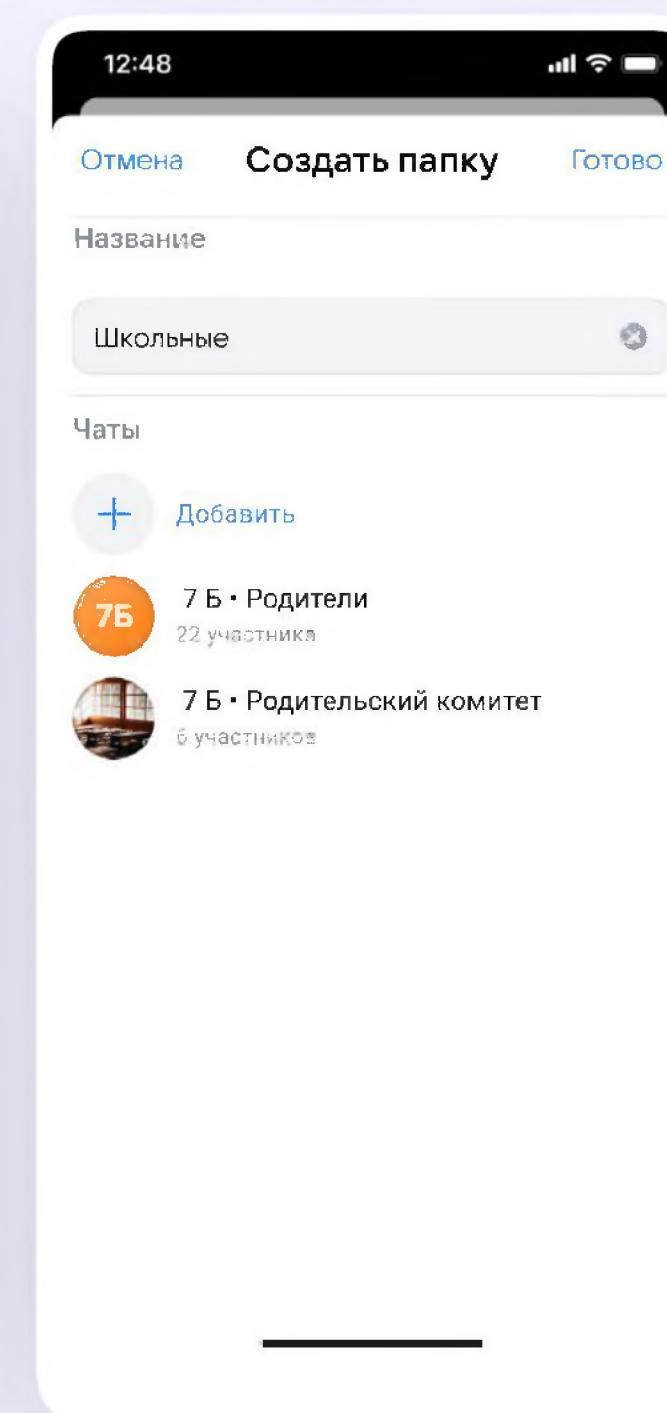 12:48
Отмена Создать папку Готово
Название
Школьные
Чаты
Добавить
7Б
7 Б • Родители
22 участника
7 Б • Родительский комитет
6 участников